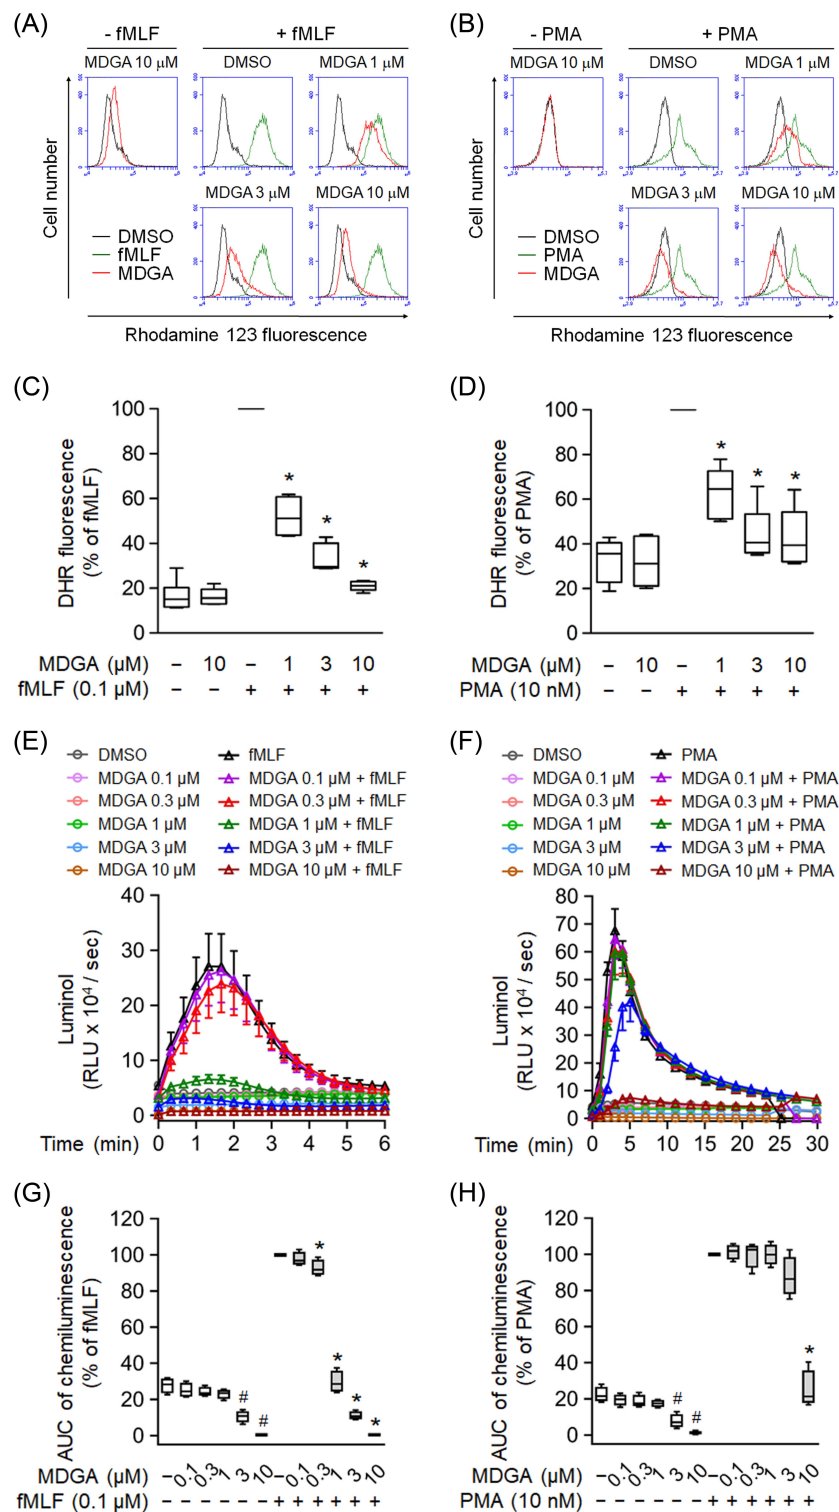 (A)
- fMLF + fMLF
MDGA 10 µM DMSO MDGA 1 µM
MDGA 3 µM MDGA 10 µM
Cell number
DMSO
fMLF
MDGA
Rhodamine 123 fluorescence
(B)
- PMA + PMA
MDGA 10 µM DMSO MDGA 1 µM
MDGA 3 µM MDGA 10 µM
Cell number
DMSO
PMA
MDGA
Rhodamine 123 fluorescence
(C)
DHR fluorescence
(% of fMLF)
100
80
60
40
20
0
* * *
MDGA (µM) – 10 – 1 3 10
fMLF (0.1 µM) – – + + + +
(D)
DHR fluorescence
(% of PMA)
100
80
60
40
20
0
* * *
MDGA (µM) – 10 – 1 3 10
PMA (10 nM) – – + + + +
(E)
DMSO fMLF
MDGA 0.1 µM MDGA 0.1 µM + fMLF
MDGA 0.3 µM MDGA 0.3 µM + fMLF
MDGA 1 µM MDGA 1 µM + fMLF
MDGA 3 µM MDGA 3 µM + fMLF
MDGA 10 µM MDGA 10 µM + fMLF
Luminol
(RLU x 10⁴ / sec)
40
30
20
10
0
Time (min) 0 1 2 3 4 5 6
(F)
DMSO PMA
MDGA 0.1 µM MDGA 0.1 µM + PMA
MDGA 0.3 µM MDGA 0.3 µM + PMA
MDGA 1 µM MDGA 1 µM + PMA
MDGA 3 µM MDGA 3 µM + PMA
MDGA 10 µM MDGA 10 µM + PMA
Luminol
(RLU x 10⁴ / sec)
80
70
60
50
40
30
20
10
0
Time (min) 0 5 10 15 20 25 30
(G)
AUC of chemiluminescence
(% of fMLF)
120
100
80
60
40
20
0
# # * * * *
MDGA (µM) – 0.1 0.3 1 3 10 – 0.1 0.3 1 3 10
fMLF (0.1 µM) – – – – – – + + + + + +
(H)
AUC of chemiluminescence
(% of PMA)
120
100
80
60
40
20
0
# # *
MDGA (µM) – 0.1 0.3 1 3 10 – 0.1 0.3 1 3 10
PMA (10 nM) – – – – – – + + + + + +